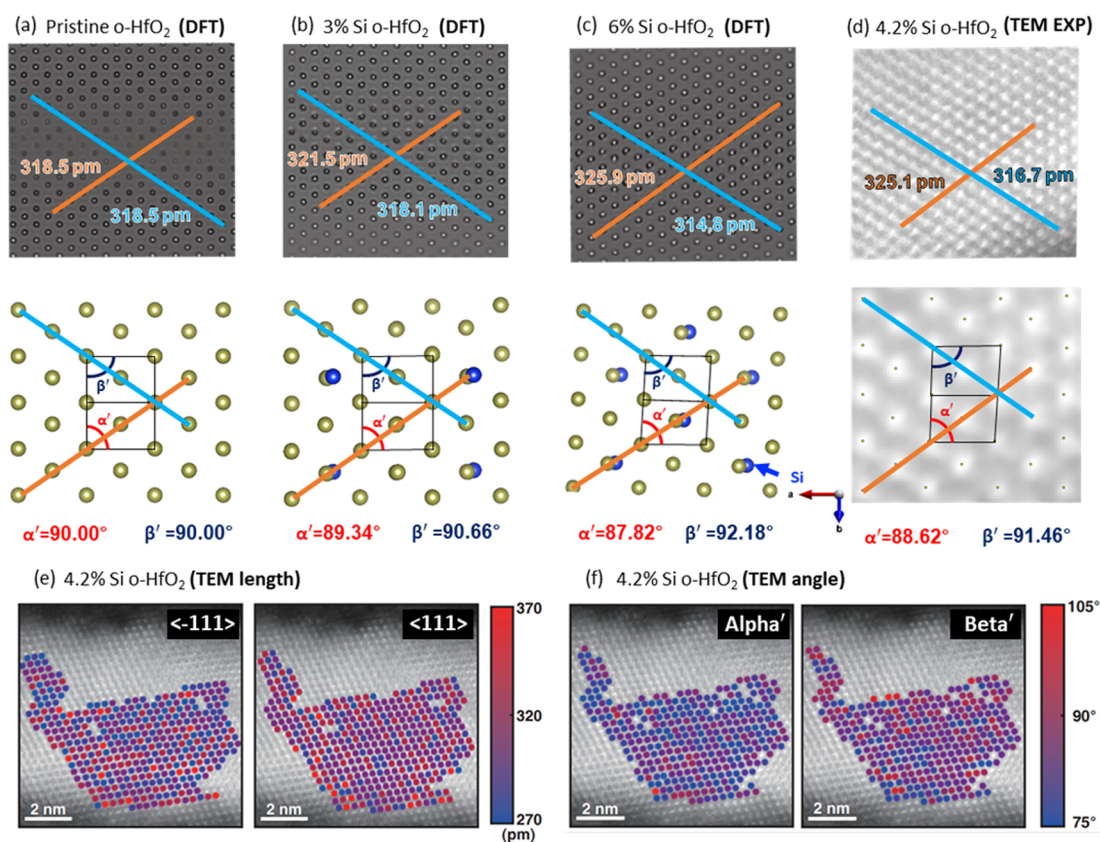 (a) Pristine o-HfO₂ (DFT)
(b) 3% Si o-HfO₂ (DFT)
(c) 6% Si o-HfO₂ (DFT)
(d) 4.2% Si o-HfO₂ (TEM EXP)
318.5 pm
318.5 pm
321.5 pm
318.1 pm
325.9 pm
314.8 pm
325.1 pm
316.7 pm
β′
α′
β′
α′
β′
α′
Si
a
b
β′
α′
α′=90.00° β′ =90.00°
α′=89.34° β′ =90.66°
α′=87.82° β′ =92.18°
α′=88.62° β′ =91.46°
(e) 4.2% Si o-HfO₂ (TEM length)
<-111>
2 nm
<111>
2 nm
370
320
270
(pm)
(f) 4.2% Si o-HfO₂ (TEM angle)
Alpha′
2 nm
Beta′
2 nm
105°
90°
75°